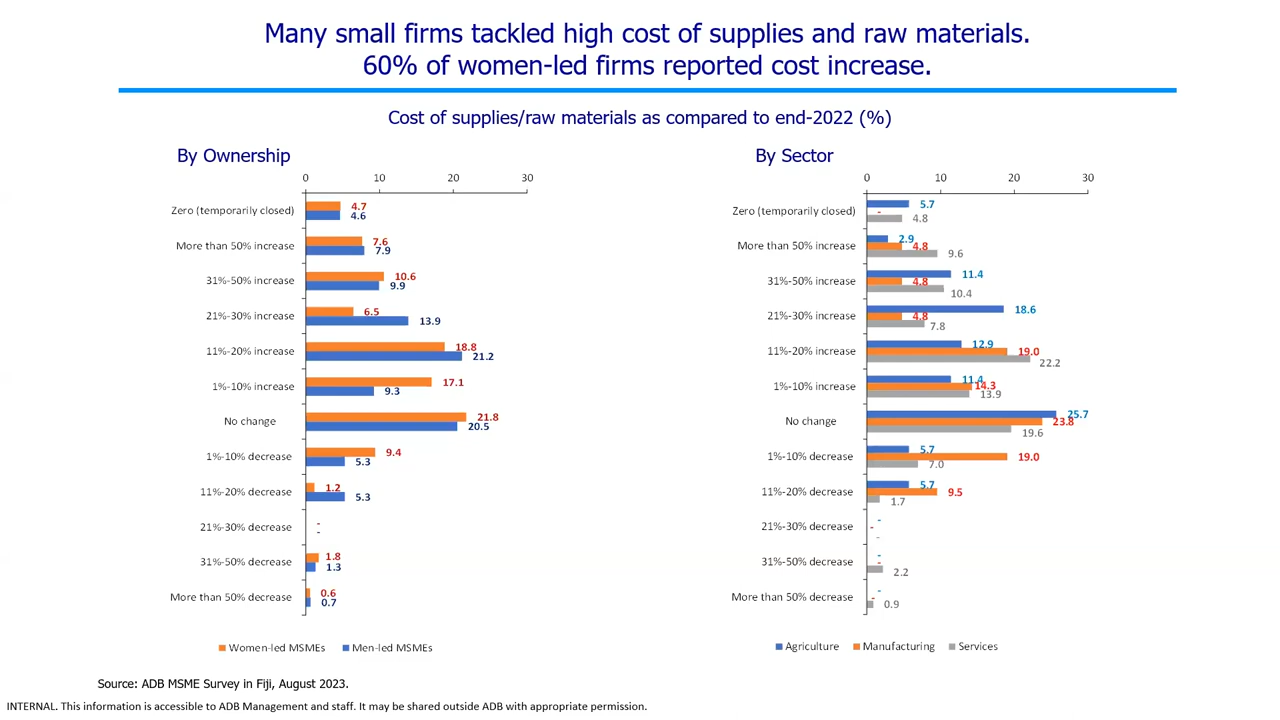 Many small firms tackled high cost of supplies and raw materials.
60% of women-led firms reported cost increase.
Cost of supplies/raw materials as compared to end-2022 (%)
By Ownership
0 10 20 30
Zero (temporarily closed) 4.7 4.6
More than 50% increase 7.6 7.9
31%-50% increase 10.6 9.9
21%-30% increase 6.5 13.9
11%-20% increase 18.8 21.2
1%-10% increase 17.1 9.3
No change 21.8 20.5
1%-10% decrease 9.4 5.3
11%-20% decrease 1.2 5.3
21%-30% decrease - -
31%-50% decrease 1.8 1.3
More than 50% decrease 0.6 0.7
Women-led MSMEs Men-led MSMEs
By Sector
0 10 20 30
Zero (temporarily closed) 5.7 - 4.8
More than 50% increase 2.9 4.8 9.6
31%-50% increase 11.4 4.8 10.4
21%-30% increase 18.6 4.8 7.8
11%-20% increase 12.9 19.0 22.2
1%-10% increase 11.4 14.3 13.9
No change 25.7 23.8 19.6
1%-10% decrease 5.7 19.0 7.0
11%-20% decrease 5.7 9.5 1.7
21%-30% decrease - - -
31%-50% decrease - - 2.2
More than 50% decrease - - 0.9
Agriculture Manufacturing Services
Source: ADB MSME Survey in Fiji, August 2023.
INTERNAL. This information is accessible to ADB Management and staff. It may be shared outside ADB with appropriate permission.